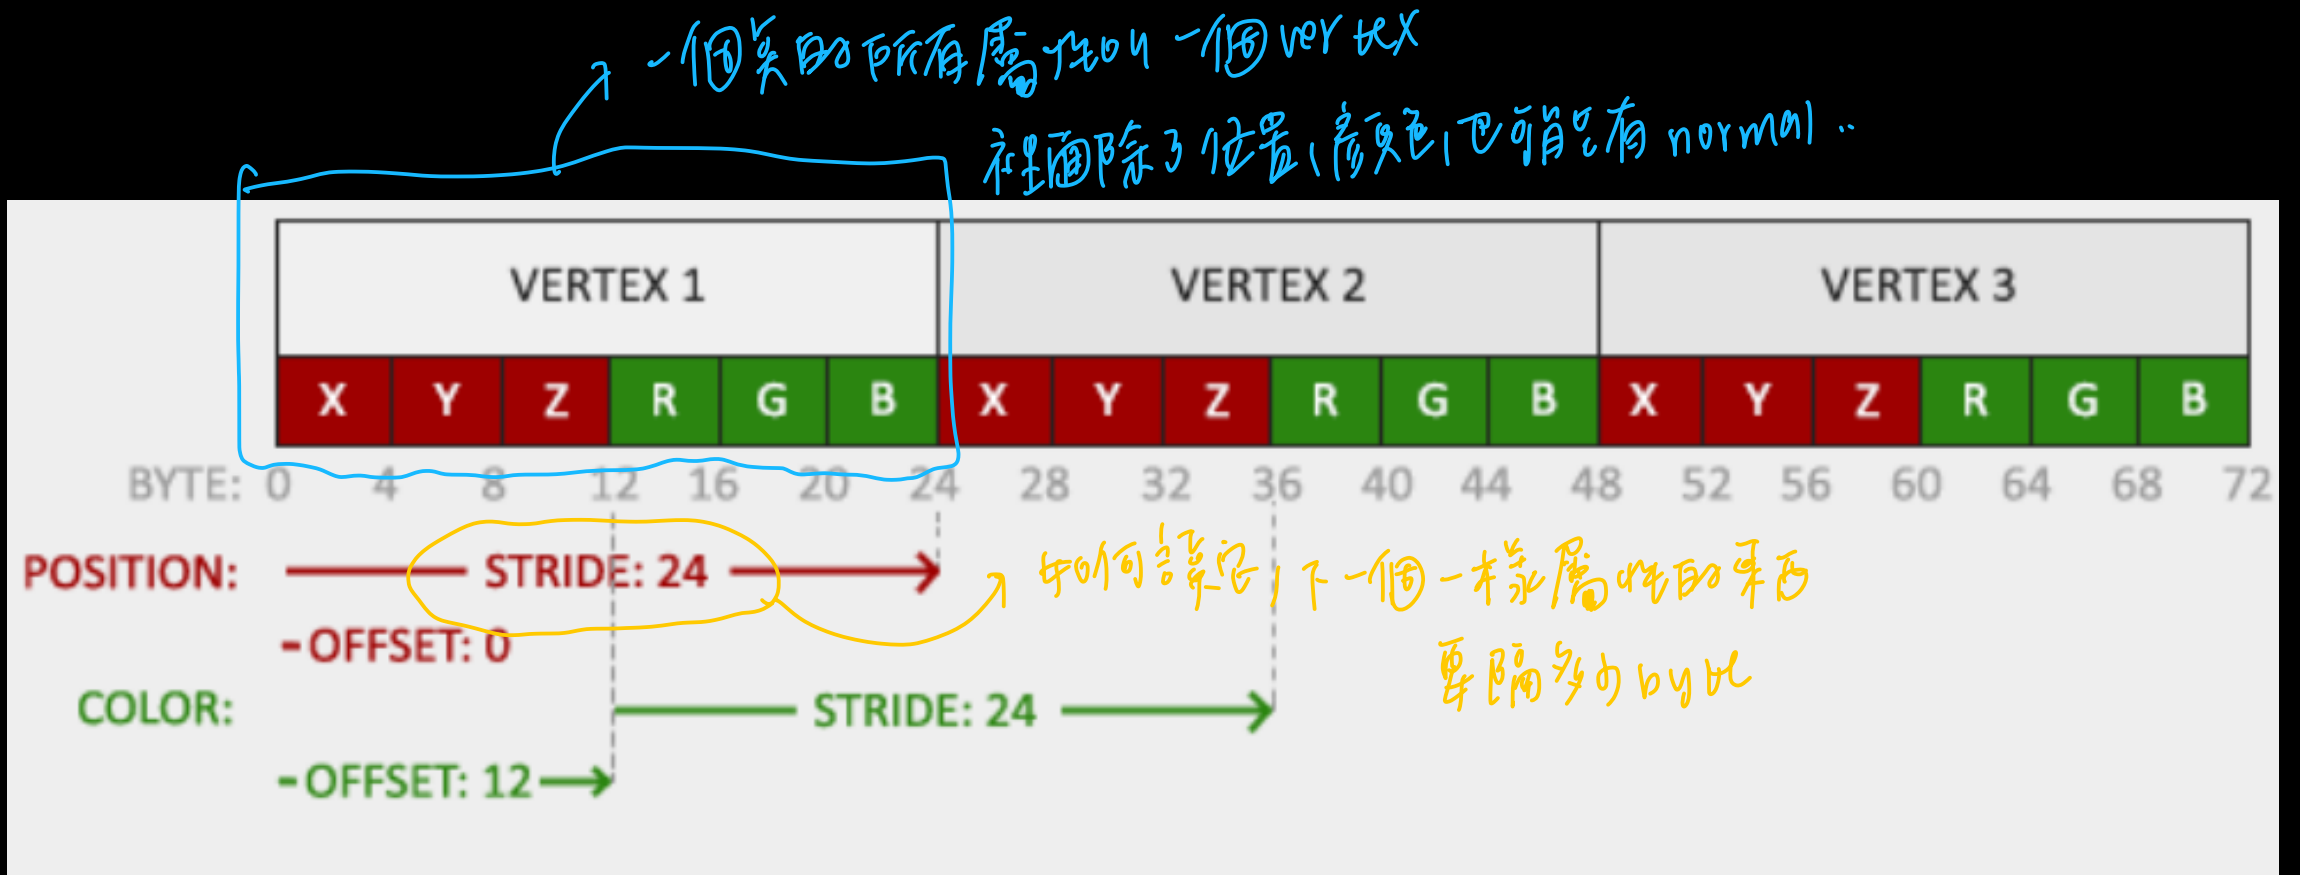 一個點的所有屬性叫一個vertex
裡面除了位置、顏色,也可能有normal..
VERTEX 1 VERTEX 2 VERTEX 3
X Y Z R G B X Y Z R G B X Y Z R G B
BYTE: 0 4 8 12 16 20 24 28 32 36 40 44 48 52 56 60 64 68 72
POSITION: STRIDE: 24
如何設定,下一個一樣屬性的東西
要隔多少byte
-OFFSET: 0
COLOR: STRIDE: 24
-OFFSET: 12